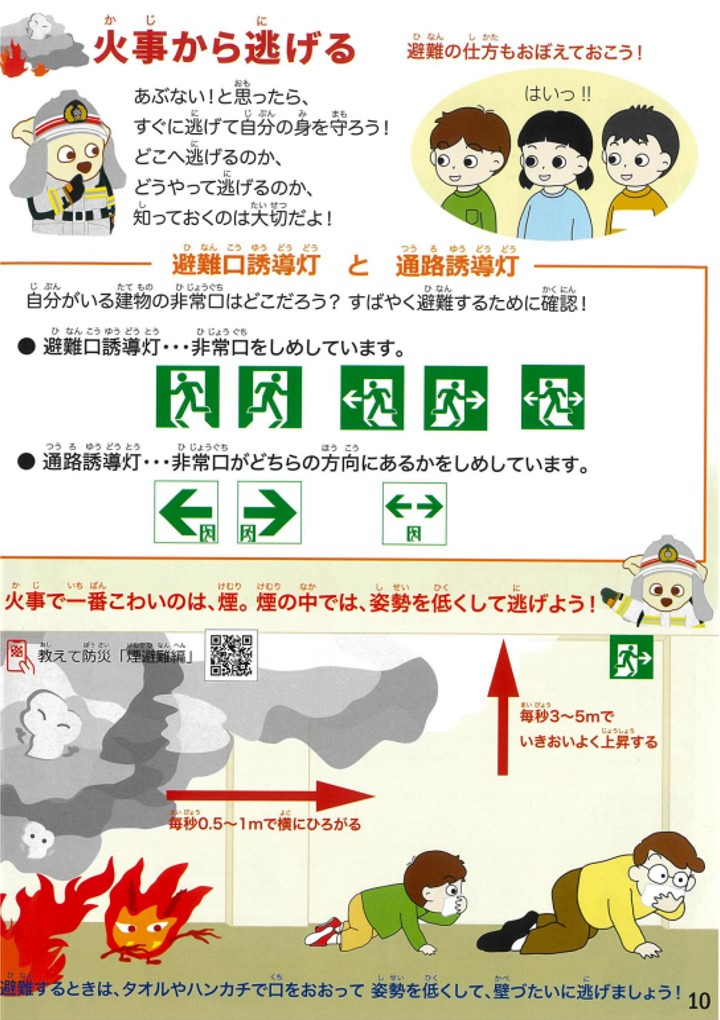 火事から逃げる
避難の仕方もおぼえておこう!
あぶない!と思ったら、
すぐに逃げて自分の身を守ろう!
どこへ逃げるのか、
どうやって逃げるのか、
知っておくのは大切だよ!
はいっ!!
避難口誘導灯 と 通路誘導灯
自分がいる建物の非常口はどこだろう? すばやく避難するために確認!
● 避難口誘導灯・・・非常口をしめしています。
● 通路誘導灯・・・非常口がどちらの方向にあるかをしめしています。
火事で一番こわいのは、煙。煙の中では、姿勢を低くして逃げよう!
教えて防災「煙避難編」
毎秒3〜5mで
いきおいよく上昇する
毎秒0.5〜1mで横にひろがる
避難するときは、タオルやハンカチで口をおおって 姿勢を低くして、壁づたいに逃げましょう!
10